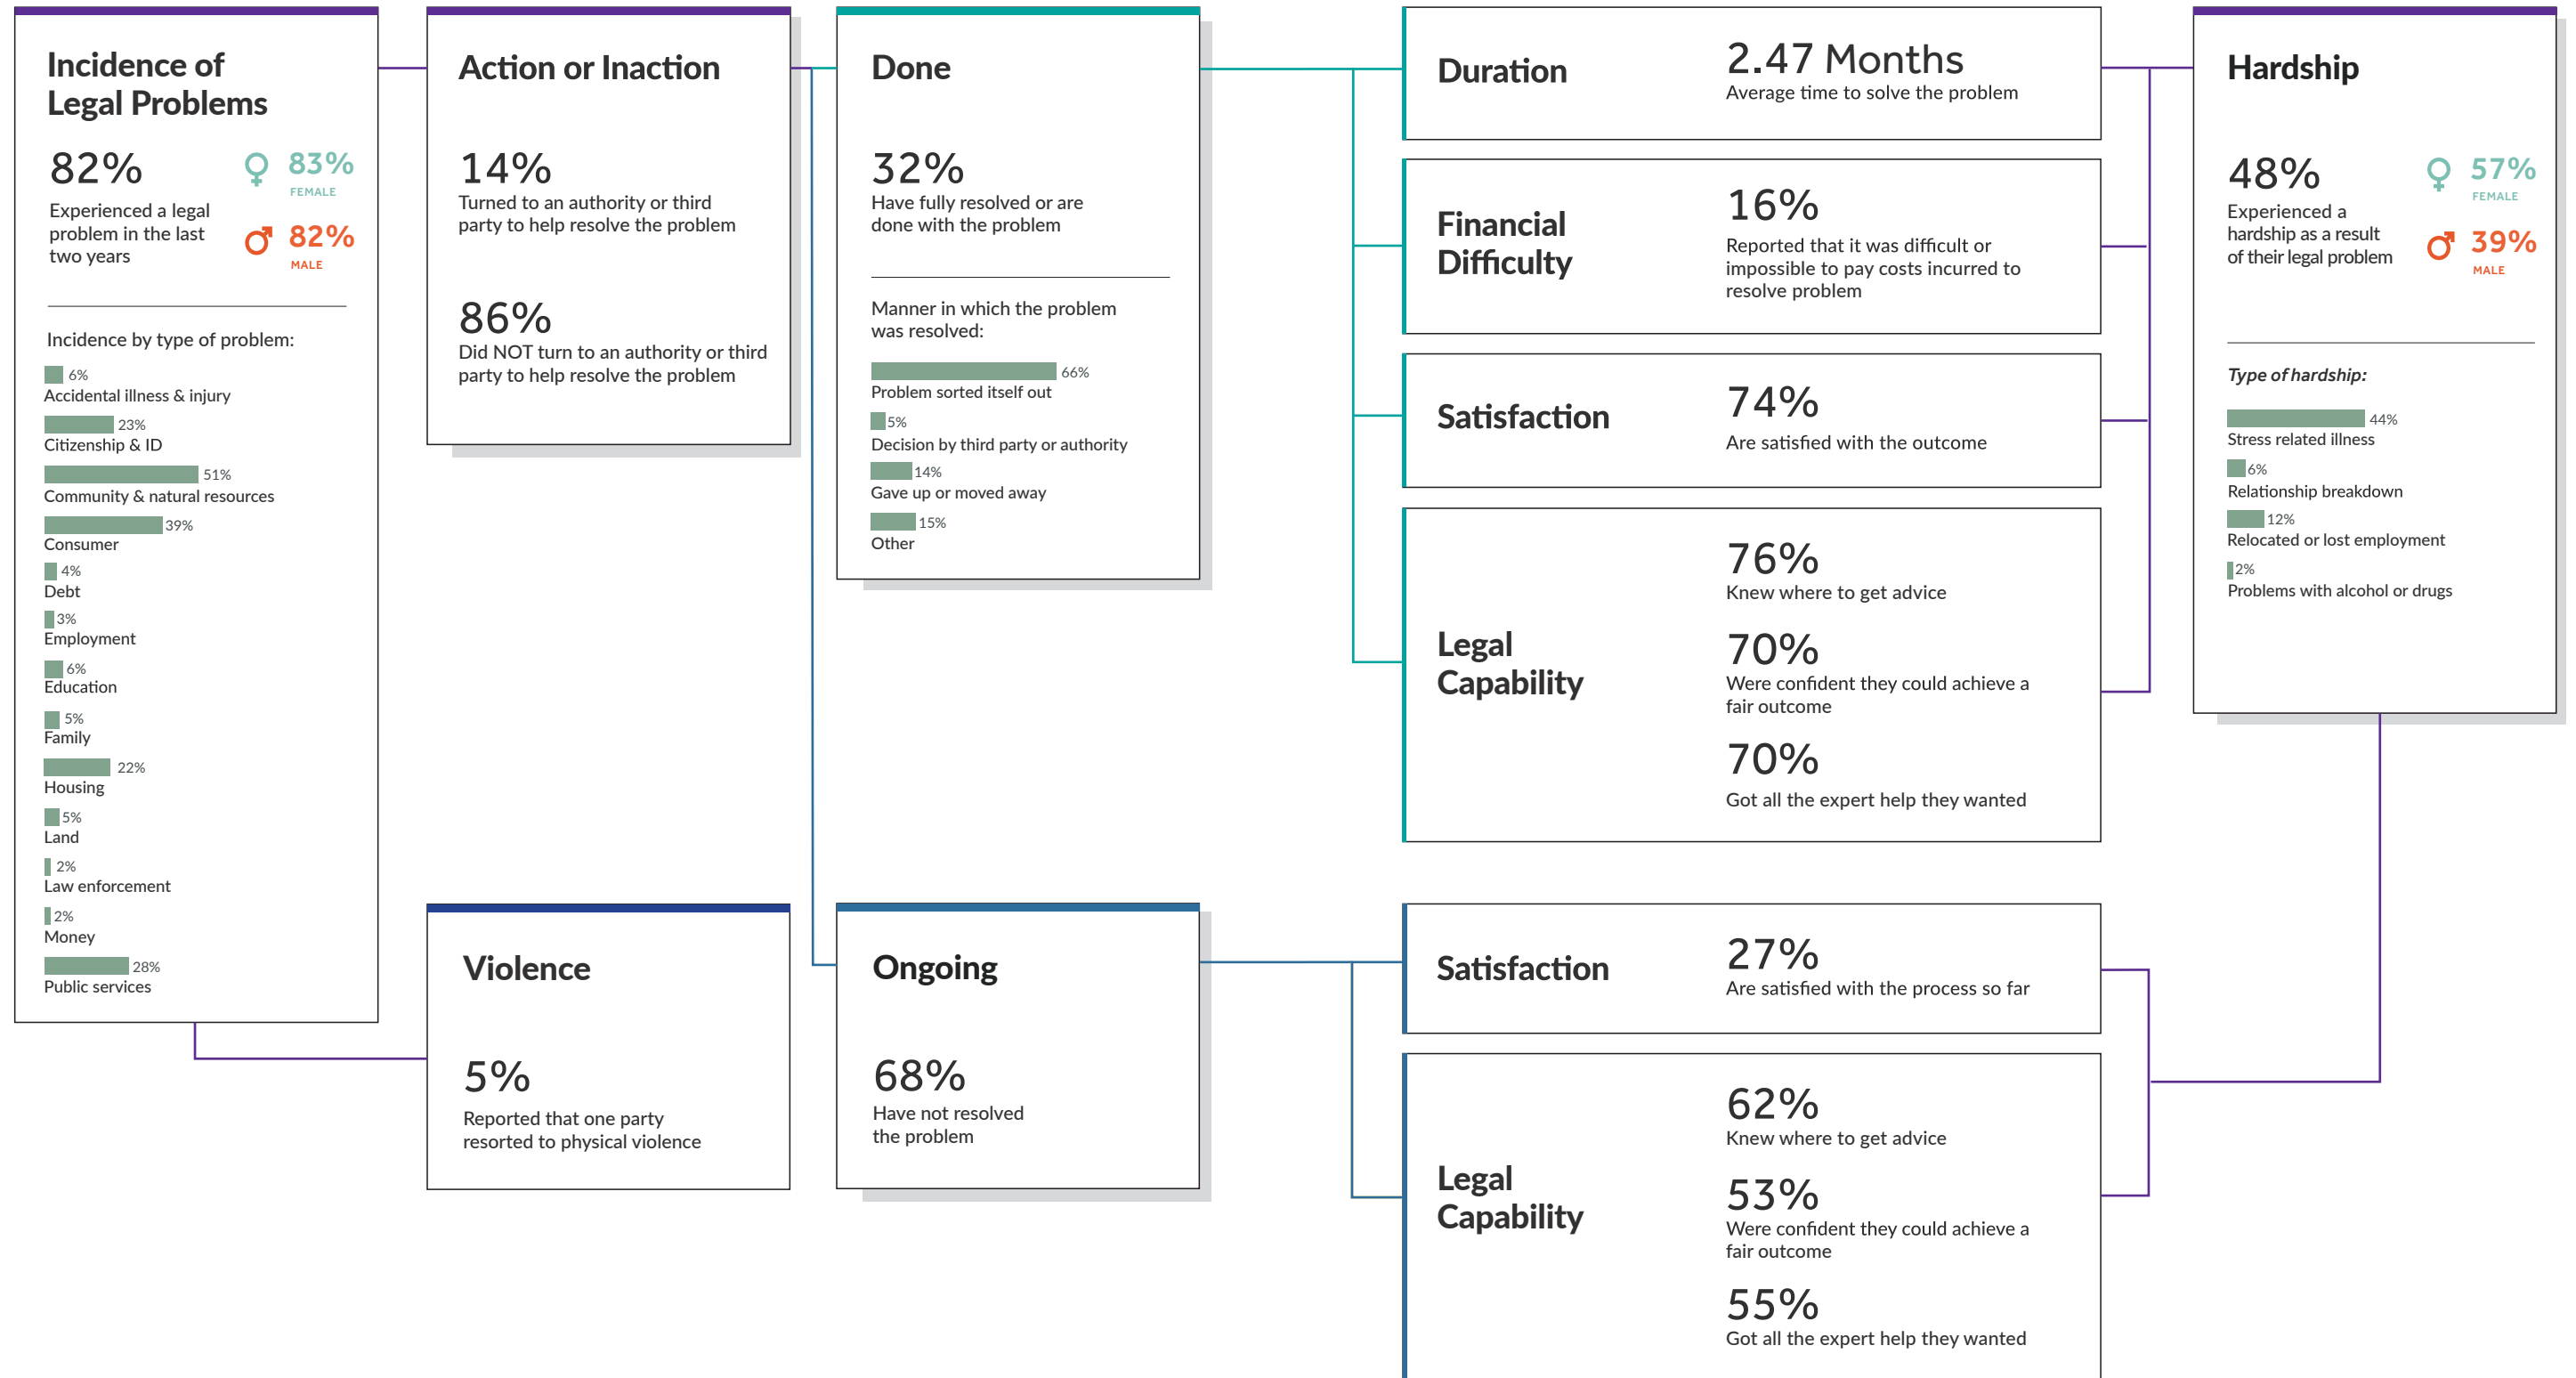 Incidence of
Legal Problems
82%
Experienced a legal
problem in the last
two years
83%
FEMALE
82%
MALE
Incidence by type of problem:
6%
Accidental illness & injury
23%
Citizenship & ID
51%
Community & natural resources
39%
Consumer
4%
Debt
3%
Employment
6%
Education
5%
Family
22%
Housing
5%
Land
2%
Law enforcement
2%
Money
28%
Public services
Action or Inaction
14%
Turned to an authority or third
party to help resolve the problem
86%
Did NOT turn to an authority or third
party to help resolve the problem
Violence
5%
Reported that one party
resorted to physical violence
Done
32%
Have fully resolved or are
done with the problem
Manner in which the problem
was resolved:
66%
Problem sorted itself out
5%
Decision by third party or authority
14%
Gave up or moved away
15%
Other
Ongoing
68%
Have not resolved
the problem
Duration
2.47 Months
Average time to solve the problem
Financial
Difficulty
16%
Reported that it was difficult or
impossible to pay costs incurred to
resolve problem
Satisfaction
74%
Are satisfied with the outcome
Legal
Capability
76%
Knew where to get advice
70%
Were confident they could achieve a
fair outcome
70%
Got all the expert help they wanted
Satisfaction
27%
Are satisfied with the process so far
Legal
Capability
62%
Knew where to get advice
53%
Were confident they could achieve a
fair outcome
55%
Got all the expert help they wanted
Hardship
48%
Experienced a
hardship as a result
of their legal problem
57%
FEMALE
39%
MALE
Type of hardship:
44%
Stress related illness
6%
Relationship breakdown
12%
Relocated or lost employment
2%
Problems with alcohol or drugs